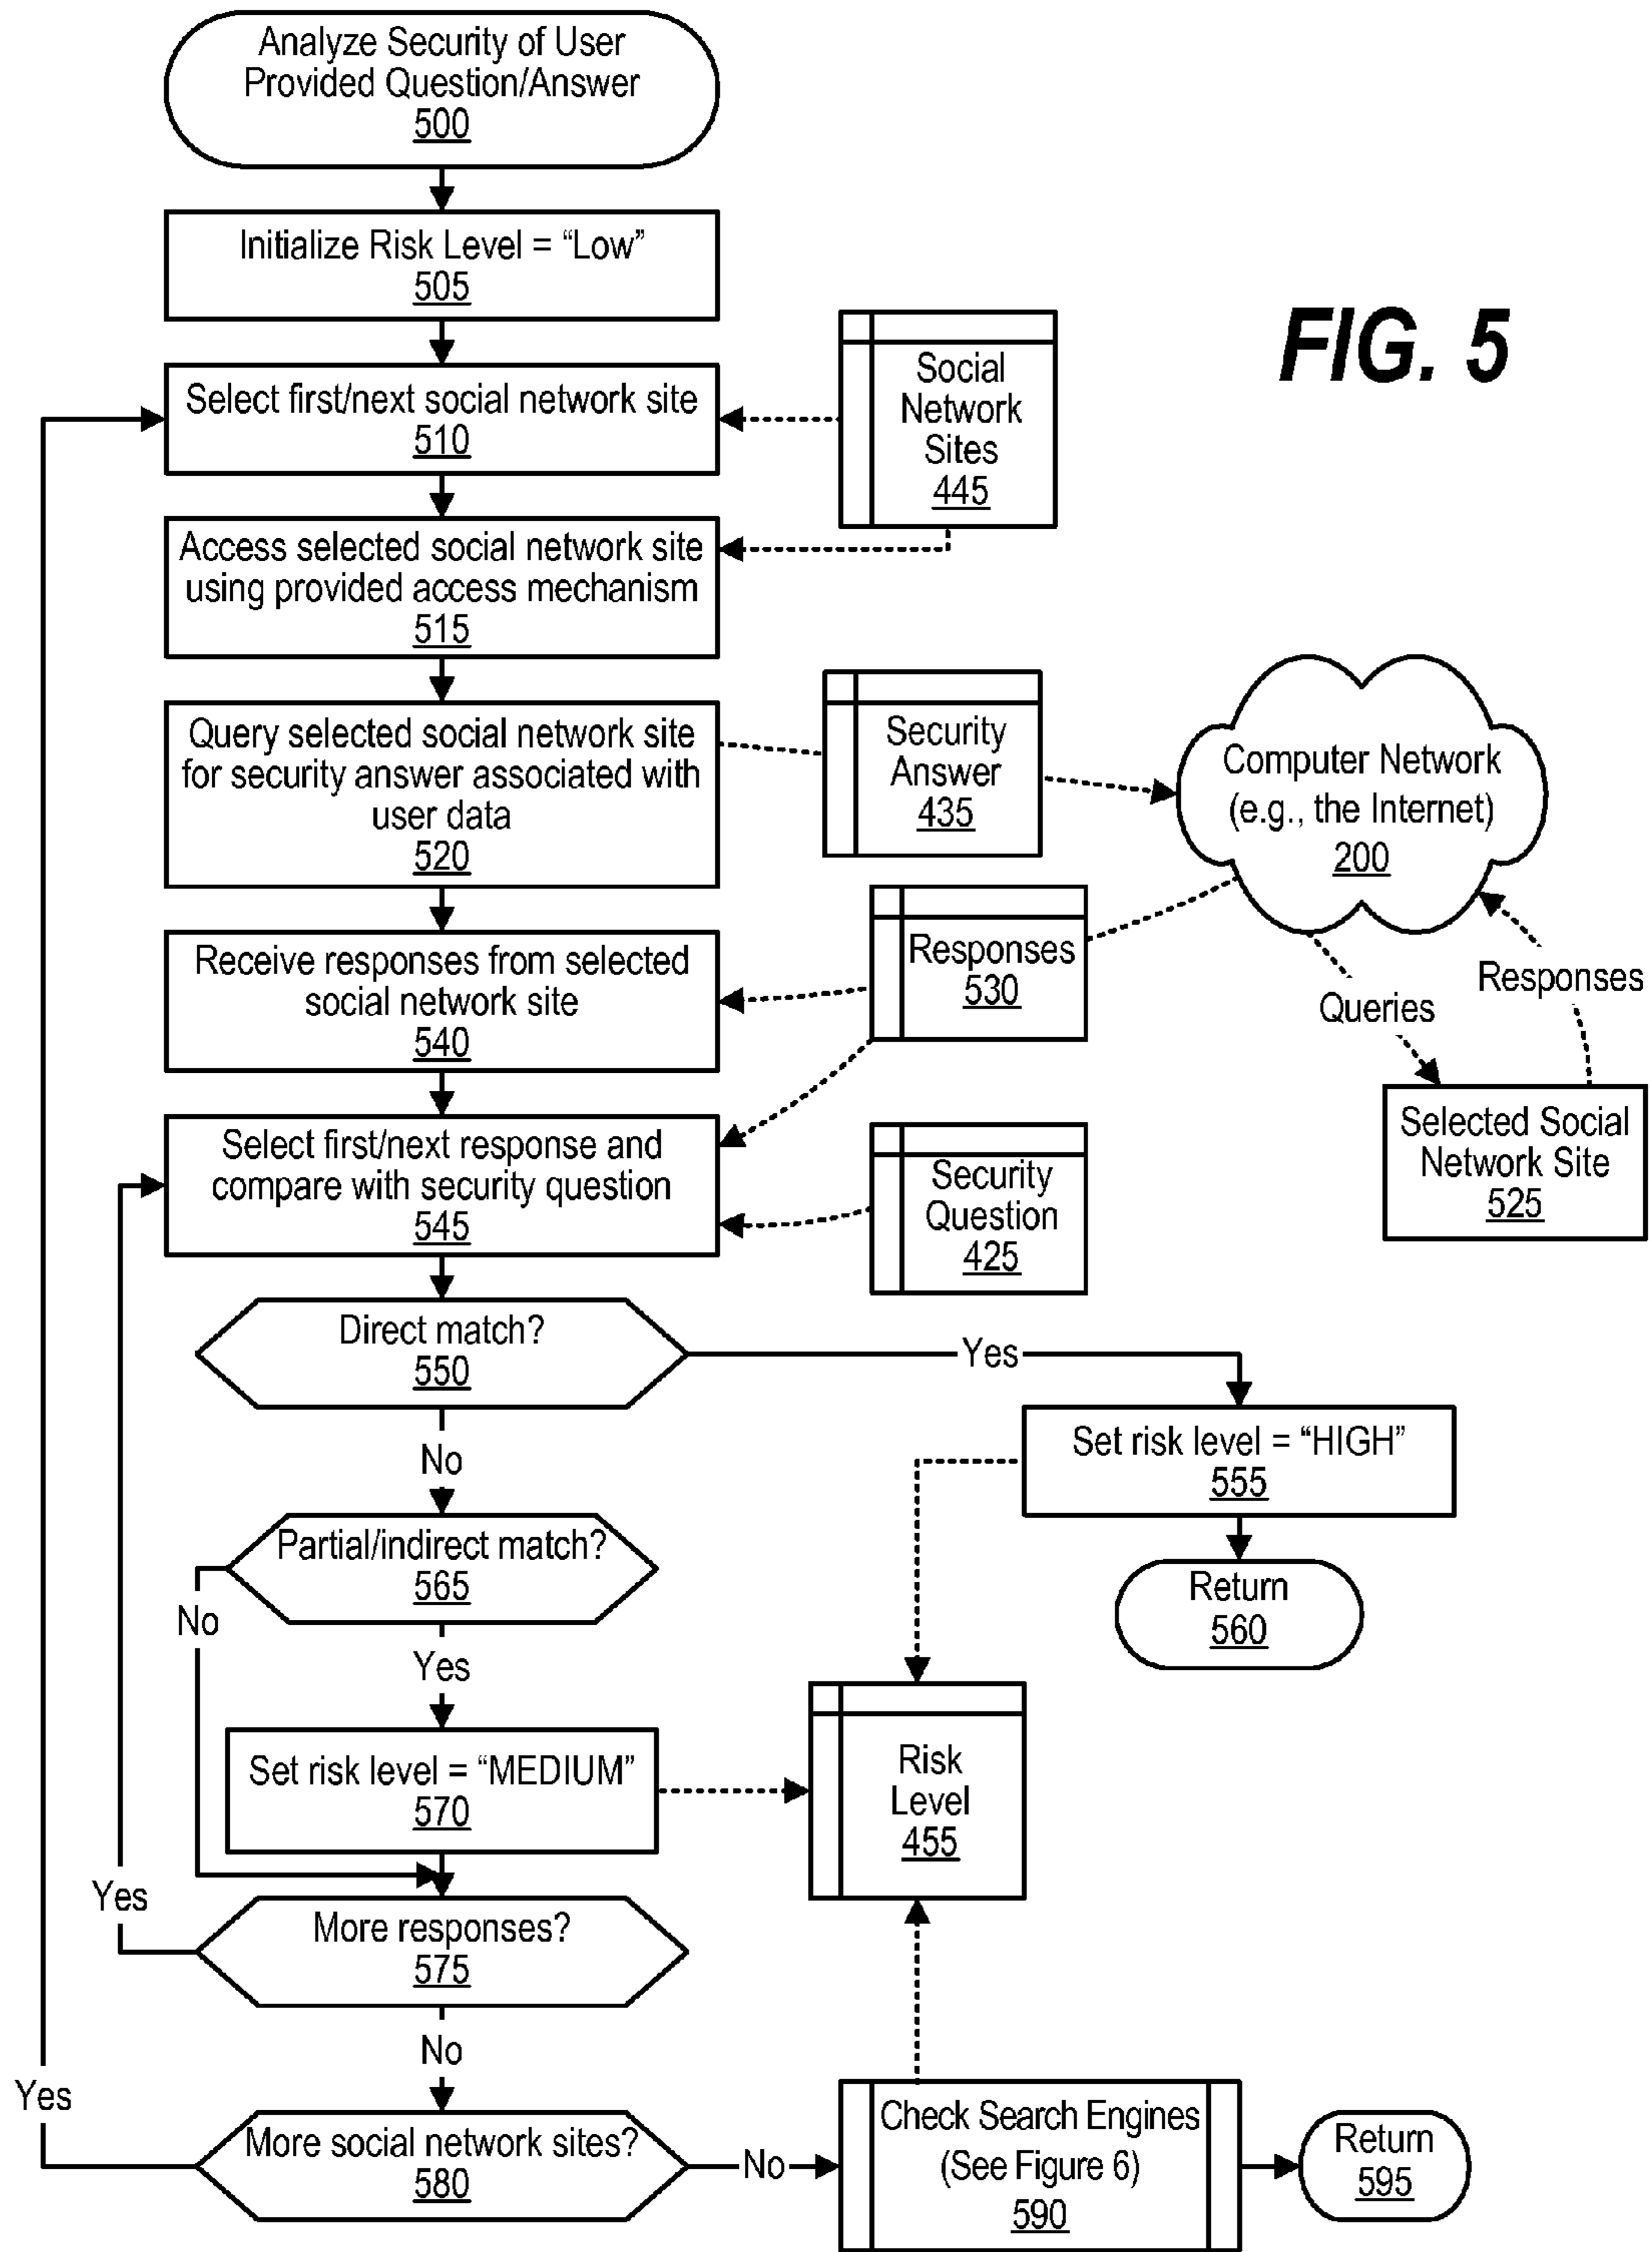 Analyze Security of User
Provided Question/Answer
500
Initialize Risk Level = “Low”
505
FIG. 5
Select first/next social network site
510
Social
Network
Sites
445
Access selected social network site
using provided access mechanism
515
Query selected social network site
for security answer associated with
user data
520
Security
Answer
435
Computer Network
(e.g., the Internet)
200
Receive responses from selected
social network site
540
Responses
530
Queries
Responses
Selected Social
Network Site
525
Select first/next response and
compare with security question
545
Security
Question
425
Direct match?
550
Yes
Set risk level = “HIGH”
555
Return
560
No
Partial/indirect match?
565
No
Yes
Set risk level = “MEDIUM”
570
Risk
Level
455
Yes
More responses?
575
No
Yes
More social network sites?
580
No
Check Search Engines
(See Figure 6)
590
Return
595